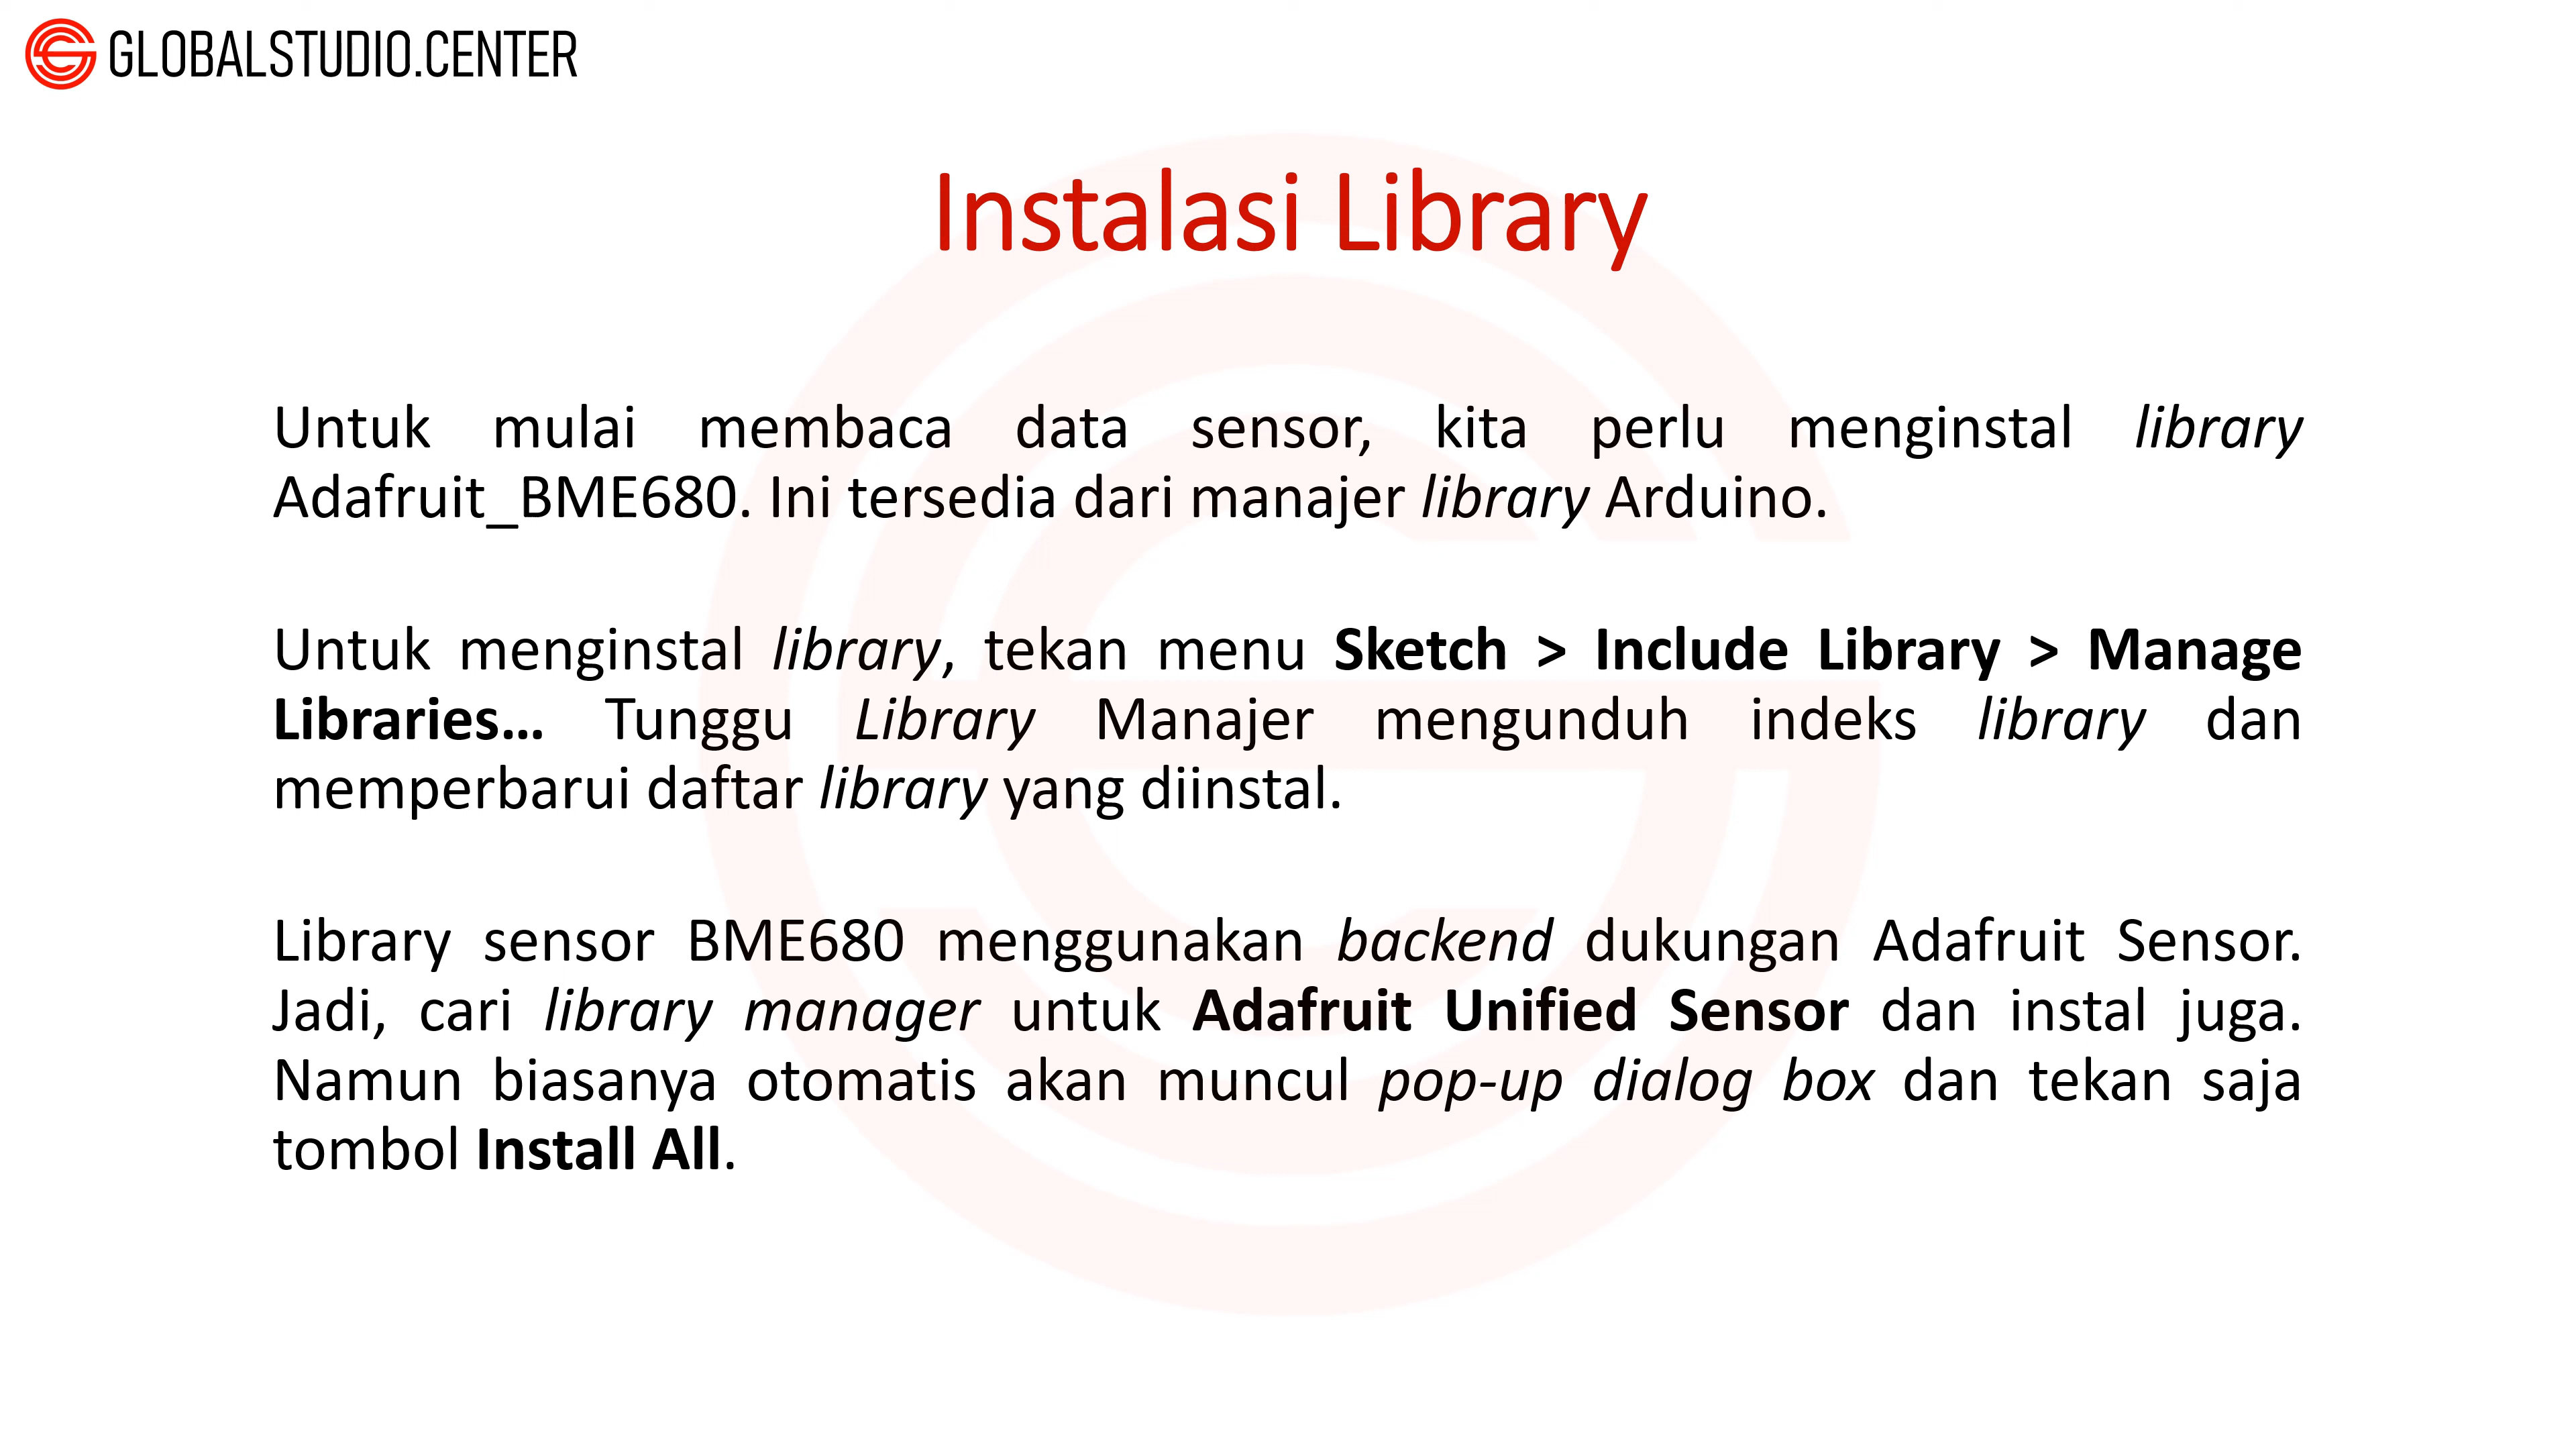 GLOBALSTUDIO.CENTER
Instalasi Library
Untuk mulai membaca data sensor, kita perlu menginstal library
Adafruit_BME680. Ini tersedia dari manajer library Arduino.
Untuk menginstal library, tekan menu Sketch > Include Library > Manage
Libraries… Tunggu Library Manajer mengunduh indeks library dan
memperbarui daftar library yang diinstal.
Library sensor BME680 menggunakan backend dukungan Adafruit Sensor.
Jadi, cari library manager untuk Adafruit Unified Sensor dan instal juga.
Namun biasanya otomatis akan muncul pop-up dialog box dan tekan saja
tombol Install All.